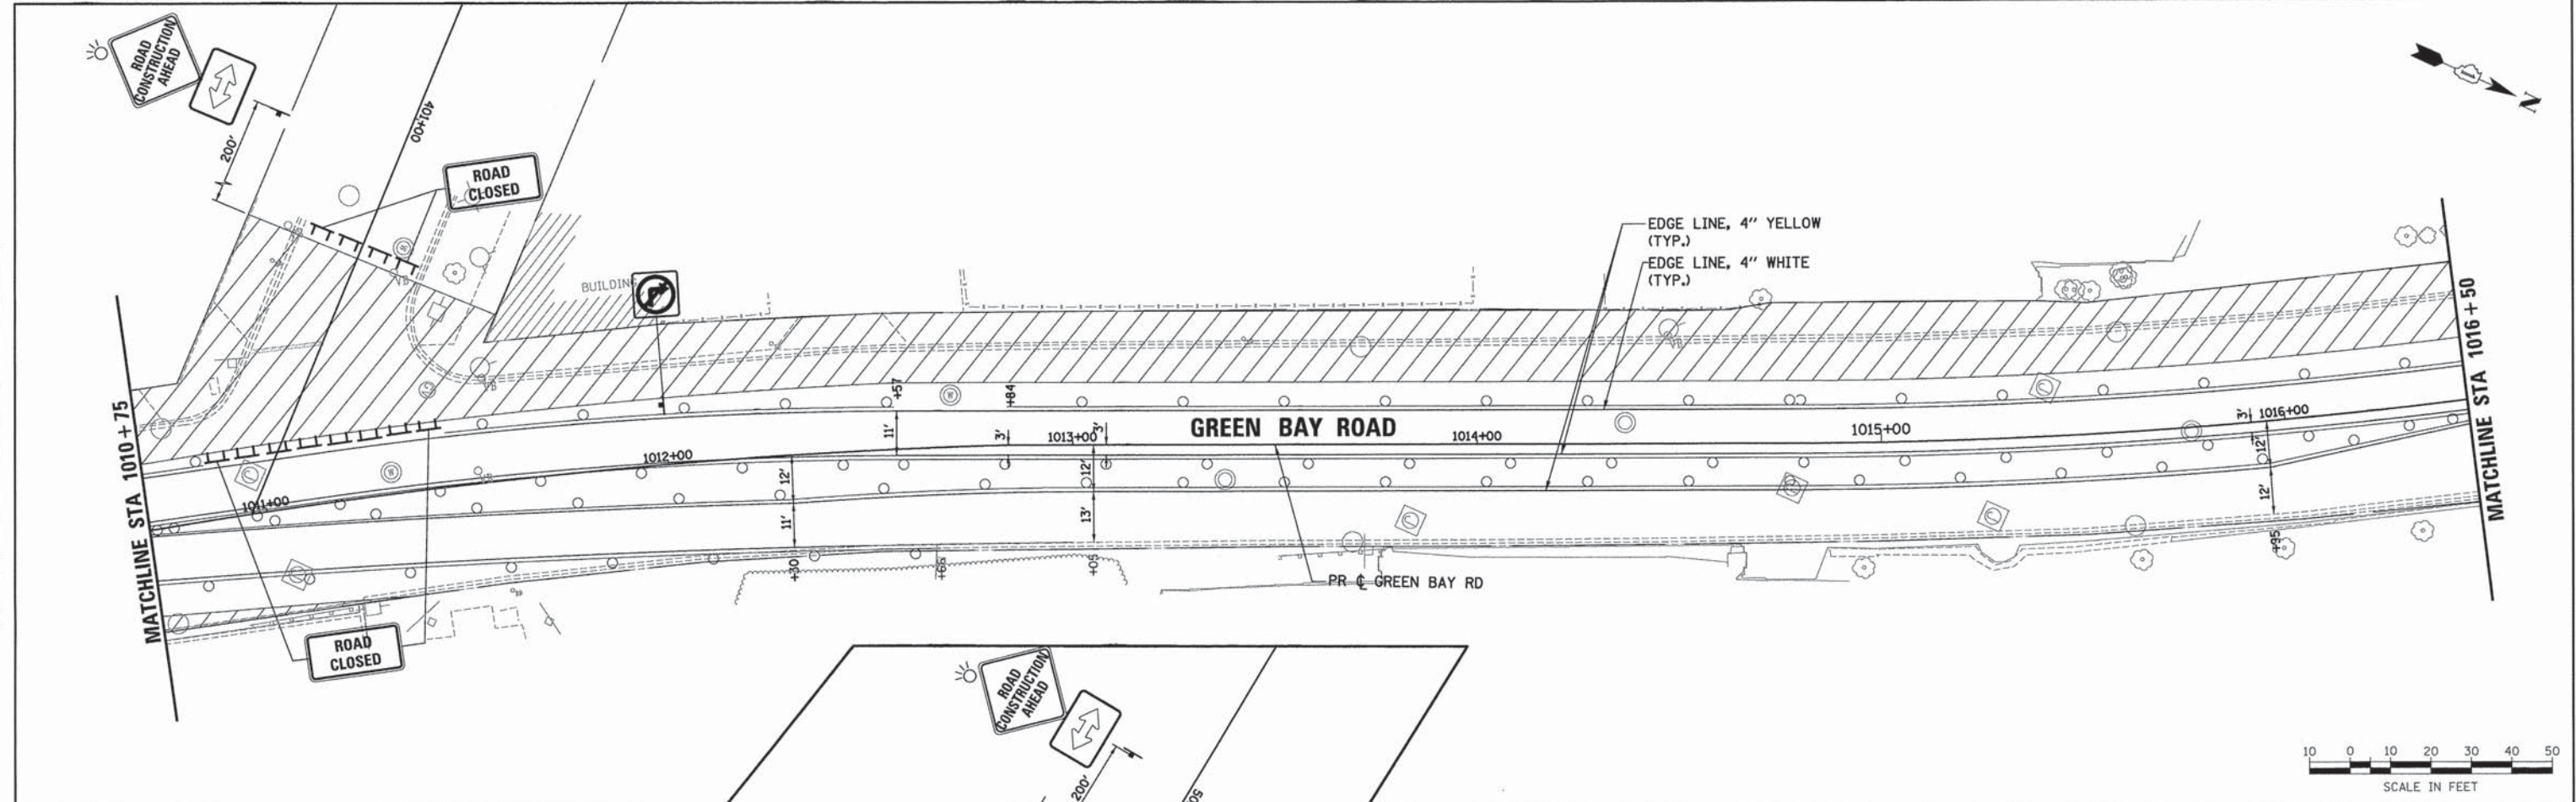 ROAD
CONSTRUCTION
AHEAD
200'
401+00
ROAD
CLOSED
BUILDING
EDGE LINE, 4" YELLOW
(TYP.)
EDGE LINE, 4" WHITE
(TYP.)
N
MATCHLINE STA 1010+75
MATCHLINE STA 1016+50
+57
+84
11'
3'
1013+00
3'
GREEN BAY ROAD
1014+00
1015+00
3'
1016+00
1012+00
1011+00
12'
12'
12'
11'
13'
12'
+30
+66
+05
+95
PR ℄ GREEN BAY RD
ROAD
CLOSED
ROAD
CONSTRUCTION
AHEAD
200'
50
10 0 10 20 30 40 50
SCALE IN FEET